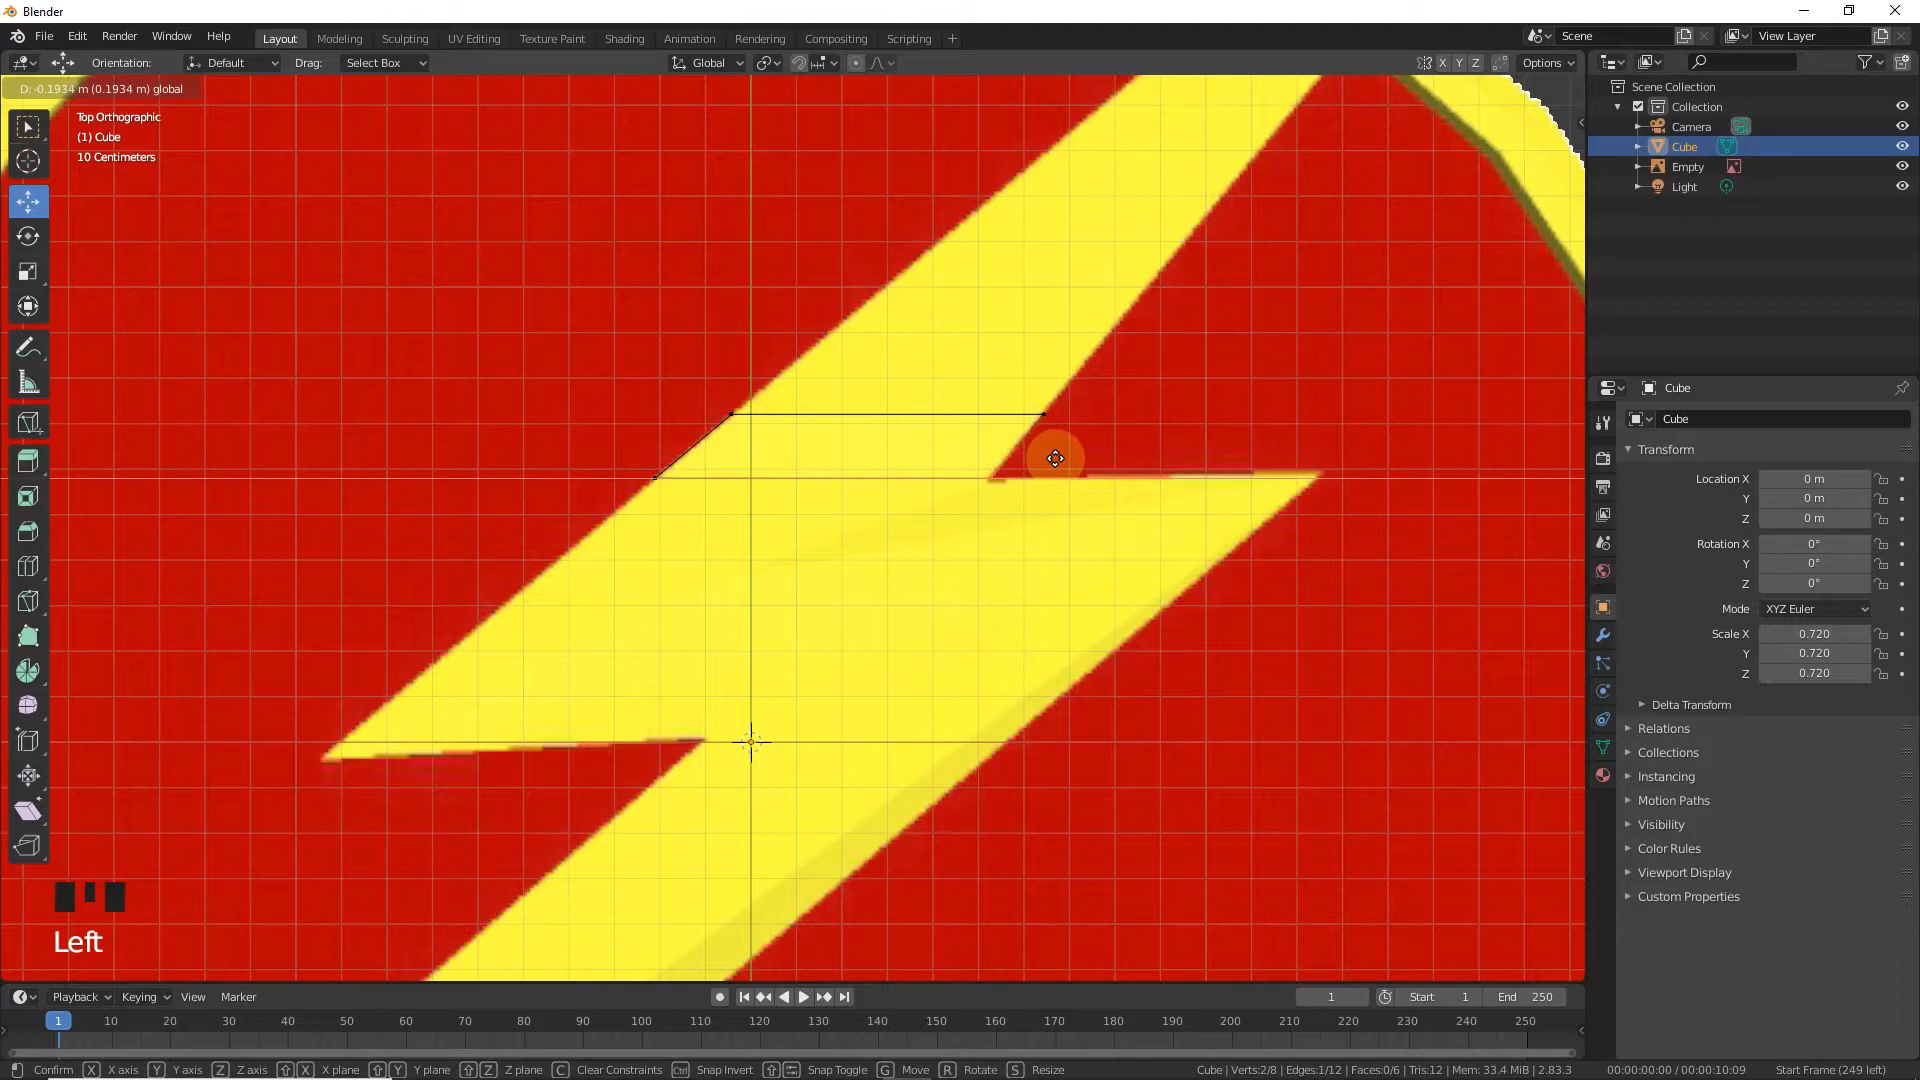 Blender
File Edit Render Window Help Layout Modeling Sculpting UV Editing Texture Paint Shading Animation Rendering Compositing Scripting + Scene View Layer
Orientation: Default Drag: Select Box Global X Y Z Options
D: -0.1934 m (0.1934 m) global
Top Orthographic
(1) Cube
10 Centimeters
Scene Collection
Collection
Camera
Cube
Empty
Light
Cube
Cube
Transform
Location X 0 m
Y 0 m
Z 0 m
Rotation X 0°
Y 0°
Z 0°
Mode XYZ Euler
Scale X 0.720
Y 0.720
Z 0.720
Delta Transform
Relations
Collections
Instancing
Motion Paths
Visibility
Color Rules
Viewport Display
Custom Properties
Left
Playback Keying View Marker 1 Start 1 End 250
1 10 20 30 40 50 60 70 80 90 100 110 120 130 140 150 160 170 180 190 200 210 220 230 240 250
Confirm X X axis Y Y axis Z Z axis X X plane Y Y plane Z Z plane C Clear Constraints Ctrl Snap Invert Snap Toggle G Move R Rotate S Resize Cube | Verts:2/8 | Edges:1/12 | Faces:0/6 | Tris:12 | Mem: 33.4 MiB | 2.83.3 00:00:00:00 / 00:00:10:09 Start Frame (249 left)